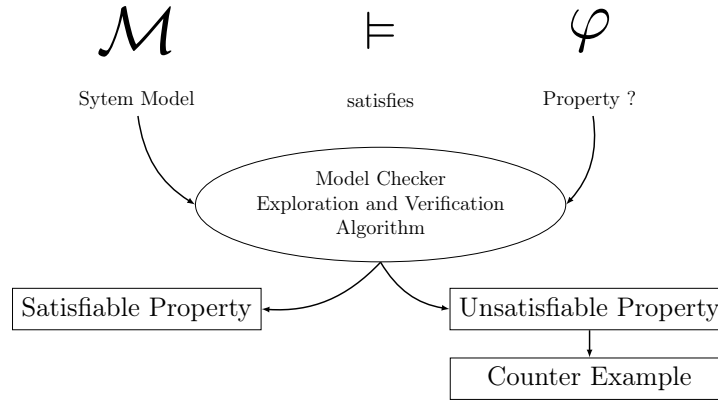 ℳ ⊨ φ
Sytem Model satisfies Property ?
Model Checker
Exploration and Verification
Algorithm
Satisfiable Property Unsatisfiable Property
Counter Example